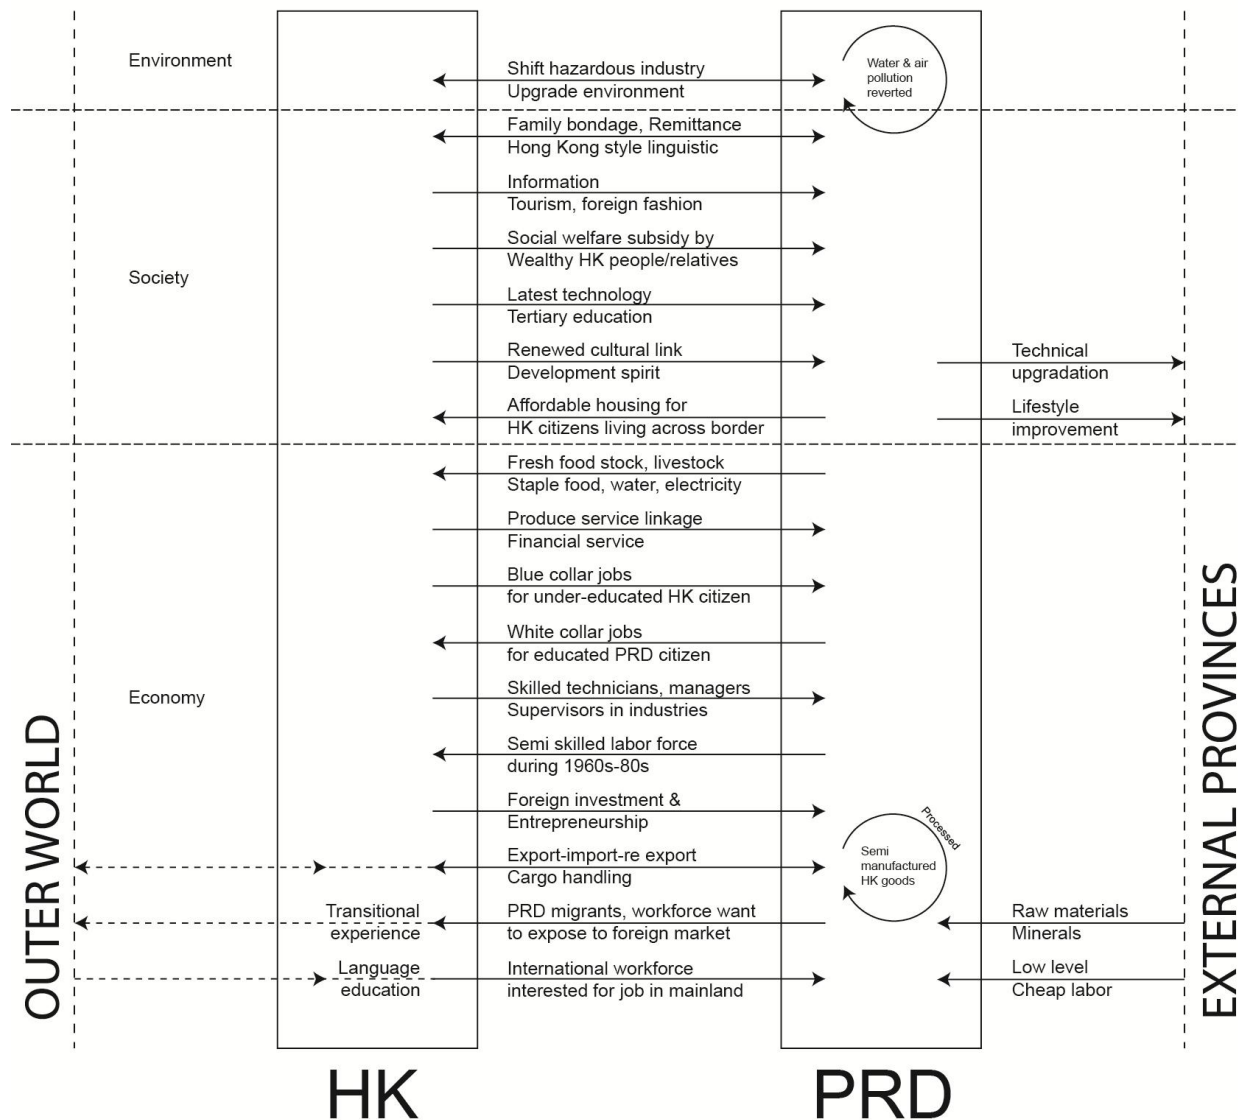 Environment
Shift hazardous industry
Upgrade environment
Water & air
pollution
reverted
Society
Family bondage, Remittance
Hong Kong style linguistic
Information
Tourism, foreign fashion
Social welfare subsidy by
Wealthy HK people/relatives
Latest technology
Tertiary education
Renewed cultural link
Development spirit
Technical
upgradation
Affordable housing for
HK citizens living across border
Lifestyle
improvement
Economy
Fresh food stock, livestock
Staple food, water, electricity
Produce service linkage
Financial service
Blue collar jobs
for under-educated HK citizen
White collar jobs
for educated PRD citizen
Skilled technicians, managers
Supervisors in industries
Semi skilled labor force
during 1960s-80s
Foreign investment &
Entrepreneurship
Processed
Semi
manufactured
HK goods
Export-import-re export
Cargo handling
Transitional
experience
PRD migrants, workforce want
to expose to foreign market
Raw materials
Minerals
Language
education
International workforce
interested for job in mainland
Low level
Cheap labor
OUTER WORLD
EXTERNAL PROVINCES
HK
PRD